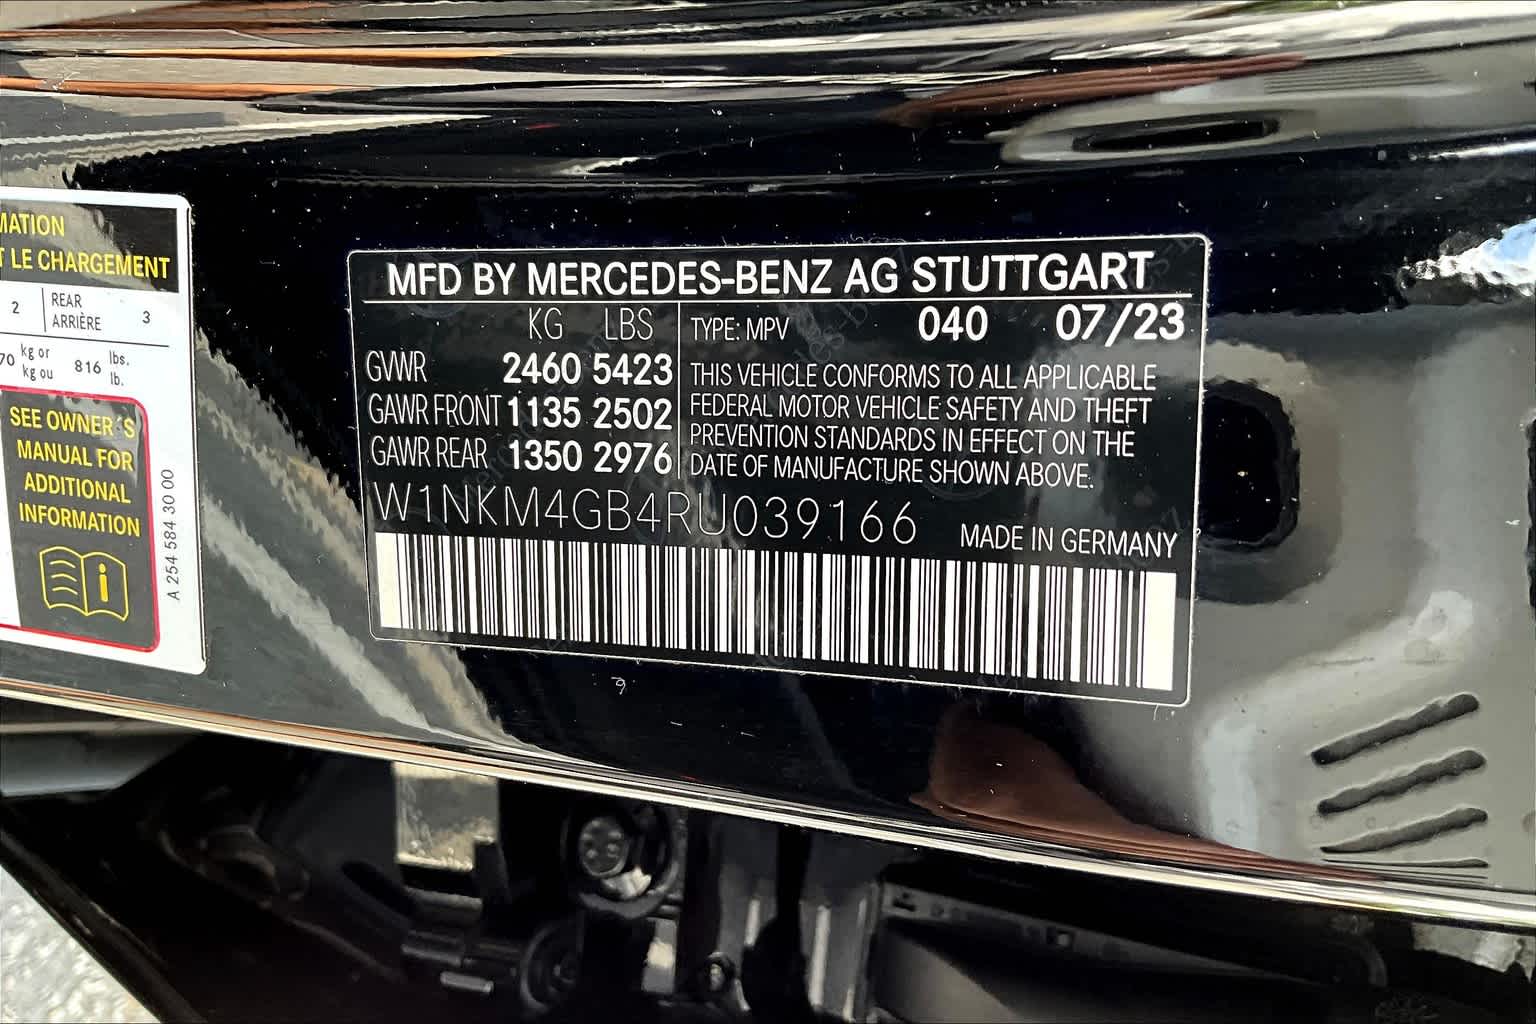 MATION
T LE CHARGEMENT
2 REAR ARRIÈRE 3
70 kg or kg ou 816 lbs. lb.
SEE OWNER´S
MANUAL FOR
ADDITIONAL
INFORMATION
A 254 584 30 00
MFD BY MERCEDES-BENZ AG STUTTGART
KG LBS
GVWR 2460 5423
GAWR FRONT 1135 2502
GAWR REAR 1350 2976
TYPE: MPV 040 07/23
THIS VEHICLE CONFORMS TO ALL APPLICABLE
FEDERAL MOTOR VEHICLE SAFETY AND THEFT
PREVENTION STANDARDS IN EFFECT ON THE
DATE OF MANUFACTURE SHOWN ABOVE.
W1NKM4GB4RU039166
MADE IN GERMANY